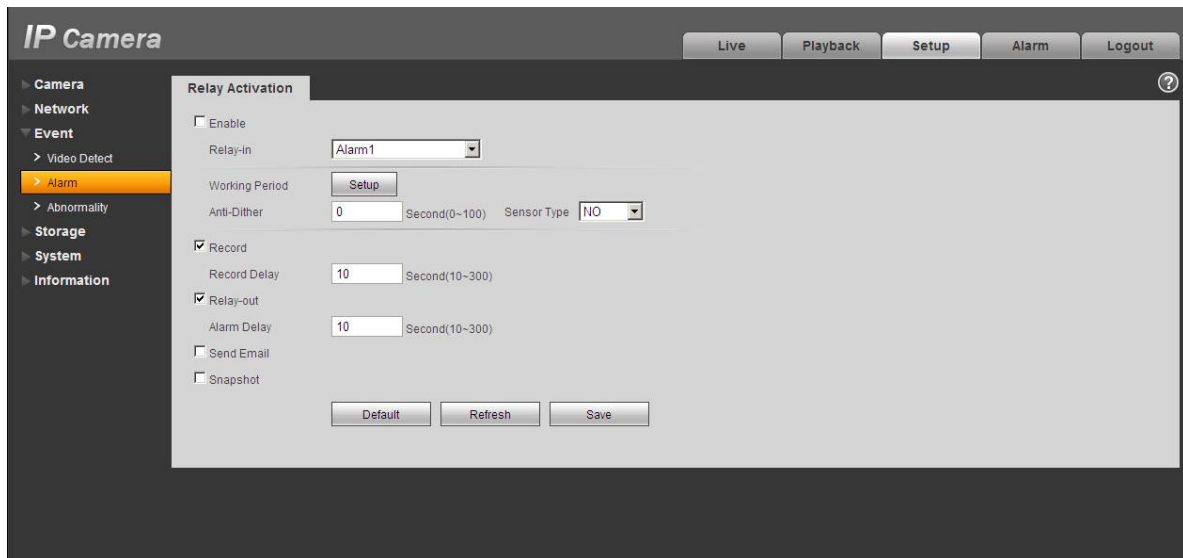 IP Camera
Live Playback Setup Alarm Logout
Camera
Network
Event
> Video Detect
> Alarm
> Abnormality
Storage
System
Information
Relay Activation
?
Enable
Relay-in Alarm1
Working Period Setup
Anti-Dither 0 Second(0~100) Sensor Type NO
Record
Record Delay 10 Second(10~300)
Relay-out
Alarm Delay 10 Second(10~300)
Send Email
Snapshot
Default Refresh Save